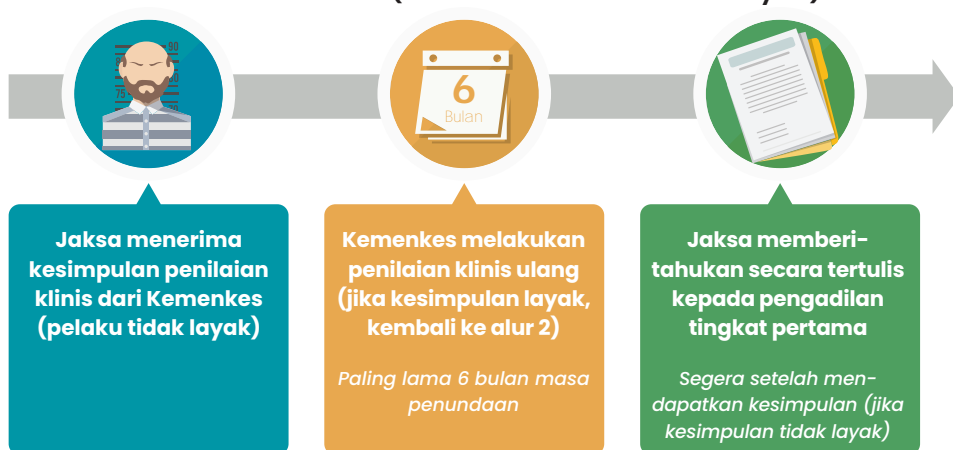 6
Bulan
Jaksa menerima
kesimpulan penilaian
klinis dari Kemenkes
(pelaku tidak layak)
Kemenkes melakukan
penilaian klinis ulang
(jika kesimpulan layak,
kembali ke alur 2)
Paling lama 6 bulan masa
penundaan
Jaksa memberi-
tahukan secara tertulis
kepada pengadilan
tingkat pertama
Segera setelah men-
dapatkan kesimpulan (jika
kesimpulan tidak layak)